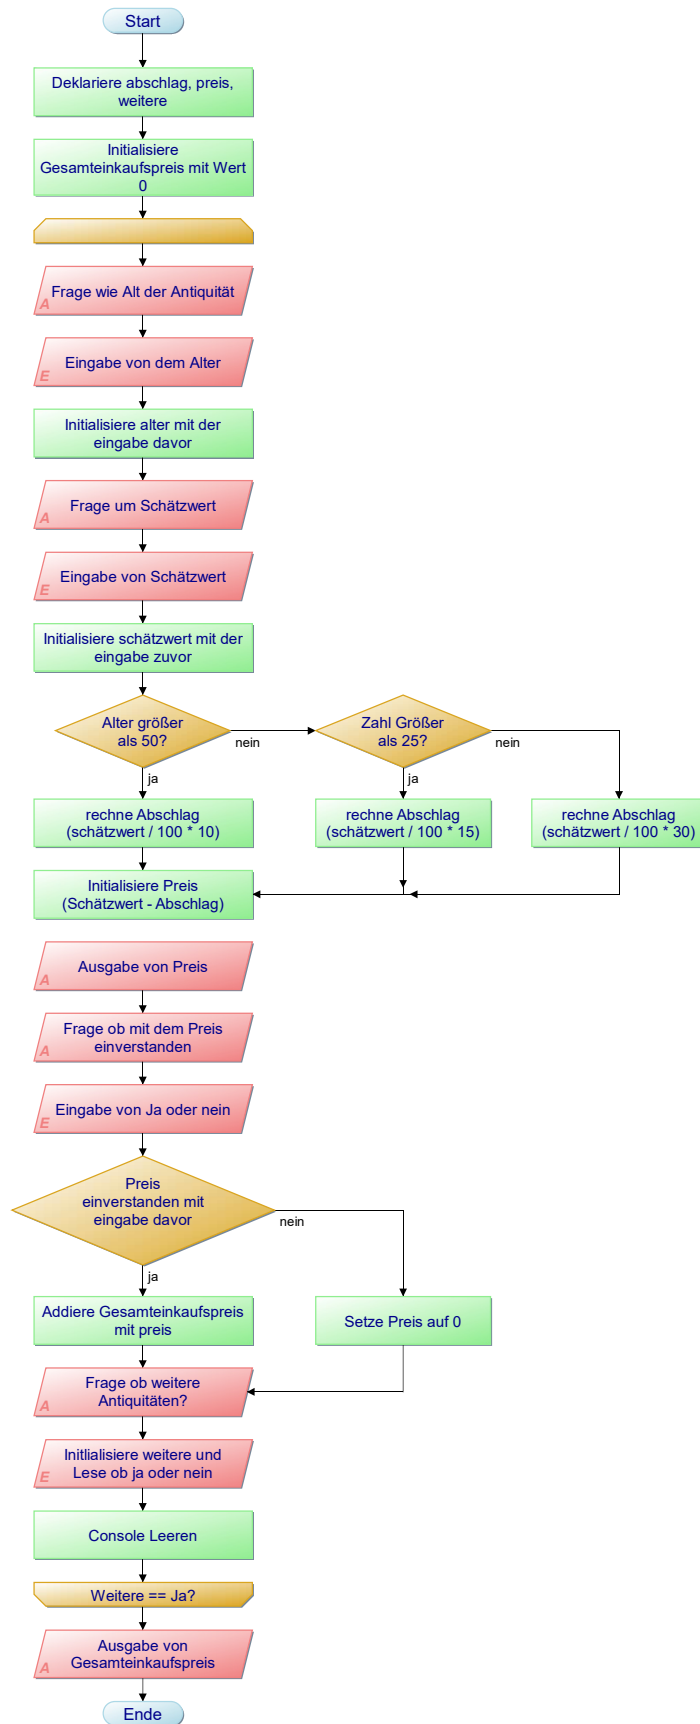 Start
Deklariere abschlag, preis,
weitere
Initialisiere
Gesamteinkaufspreis mit Wert
0
Frage wie Alt der Antiquität
A
Eingabe von dem Alter
E
Initialisiere alter mit der
eingabe davor
Frage um Schätzwert
A
Eingabe von Schätzwert
E
Initialisiere schätzwert mit der
eingabe zuvor
Alter größer
als 50?
nein
Zahl Größer
als 25?
nein
ja
ja
rechne Abschlag
(schätzwert / 100 * 10)
rechne Abschlag
(schätzwert / 100 * 15)
rechne Abschlag
(schätzwert / 100 * 30)
Initialisiere Preis
(Schätzwert - Abschlag)
Ausgabe von Preis
A
Frage ob mit dem Preis
einverstanden
A
Eingabe von Ja oder nein
E
Preis
einverstanden mit
eingabe davor
nein
ja
Addiere Gesamteinkaufspreis
mit preis
Setze Preis auf 0
Frage ob weitere
Antiquitäten?
A
Initlialisiere weitere und
Lese ob ja oder nein
E
Console Leeren
Weitere == Ja?
Ausgabe von
Gesamteinkaufspreis
A
Ende